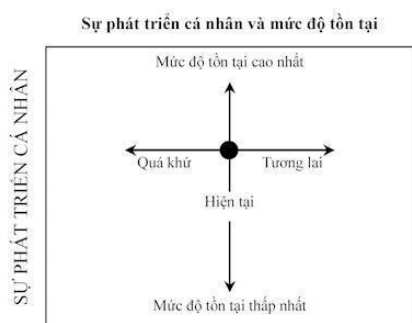 Sự phát triển cá nhân và mức độ tồn tại
Mức độ tồn tại cao nhất
SỰ PHÁT TRIỂN CÁ NHÂN
Quá khứ
Tương lai
Hiện tại
Mức độ tồn tại thấp nhất